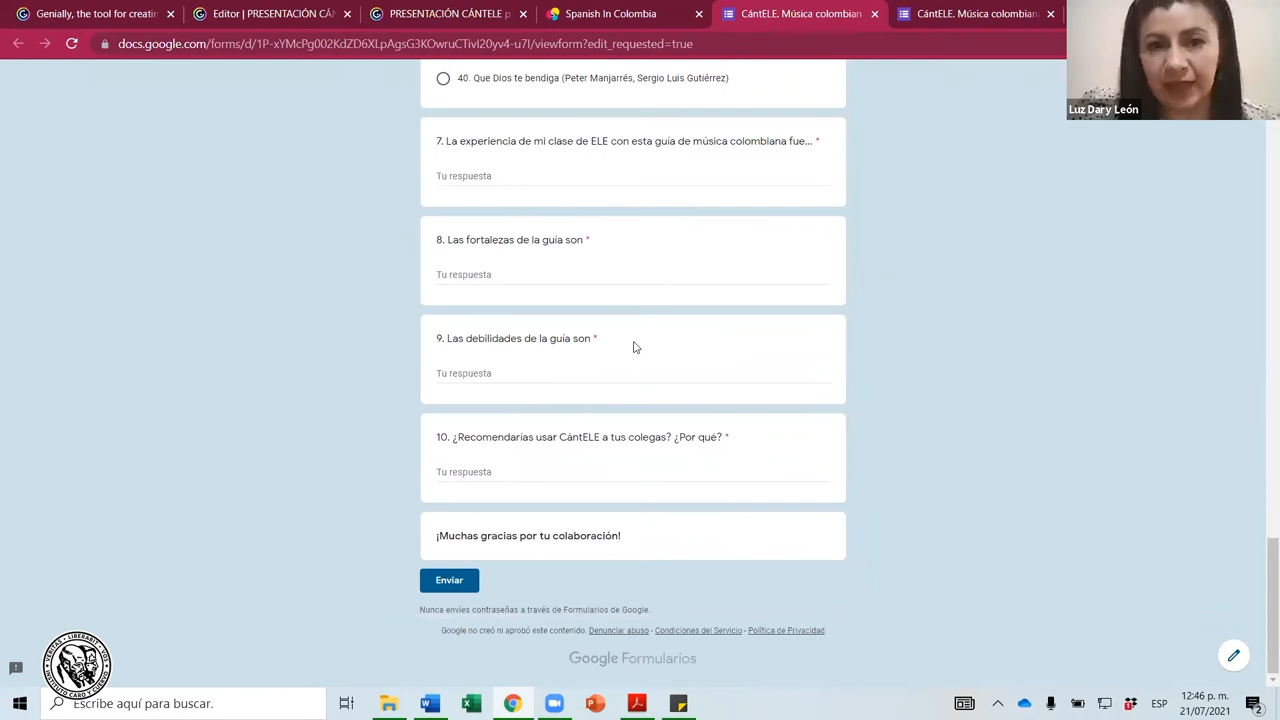 Genially, the tool for creatin
Editor | PRESENTACIÓN CÁNT
PRESENTACIÓN CÁNTELE p
Spanish In Colombia
CántELE. Música colombian
CántELE. Música colombian
docs.google.com/forms/d/1P-xYMcPg002KdZD6XLpAgsG3KOwruCTivI20yv4-u7I/viewform?edit_requested=true
Luz Dary León
40. Que Dios te bendiga (Peter Manjarrés, Sergio Luis Gutiérrez)
7. La experiencia de mi clase de ELE con esta guía de música colombiana fue... *
Tu respuesta
8. Las fortalezas de la guía son *
Tu respuesta
9. Las debilidades de la guía son *
Tu respuesta
10. ¿Recomendarías usar CántELE a tus colegas? ¿Por qué? *
Tu respuesta
¡Muchas gracias por tu colaboración!
Enviar
Nunca envíes contraseñas a través de Formularios de Google.
Google no creó ni aprobó este contenido. Denunciar abuso - Condiciones del Servicio - Política de Privacidad
Google Formularios
INSTITUTO CARO Y CUERVO
Escribe aquí para buscar.
ESP
12:46 p. m.
21/07/2021
2